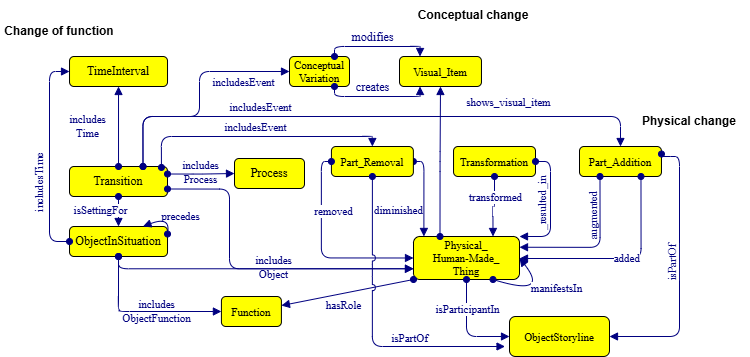 Conceptual change
Change of function
modifies
TimeInterval
Conceptual
Variation
Visual_Item
includesEvent
creates
includesEvent
shows_visual_item
includes
Time
Physical change
includesEvent
includesTime
Part_Removal
Transformation
Part_Addition
includes
Process
Process
Transition
transformed
resulted_in
isSettingFor
precedes
removed
diminished
augmented
ObjectInSituation
Physical_
Human-Made_
Thing
includes
Object
added
isPartOf
manifestsIn
includes
ObjectFunction
Function
hasRole
isParticipantIn
isPartOf
ObjectStoryline